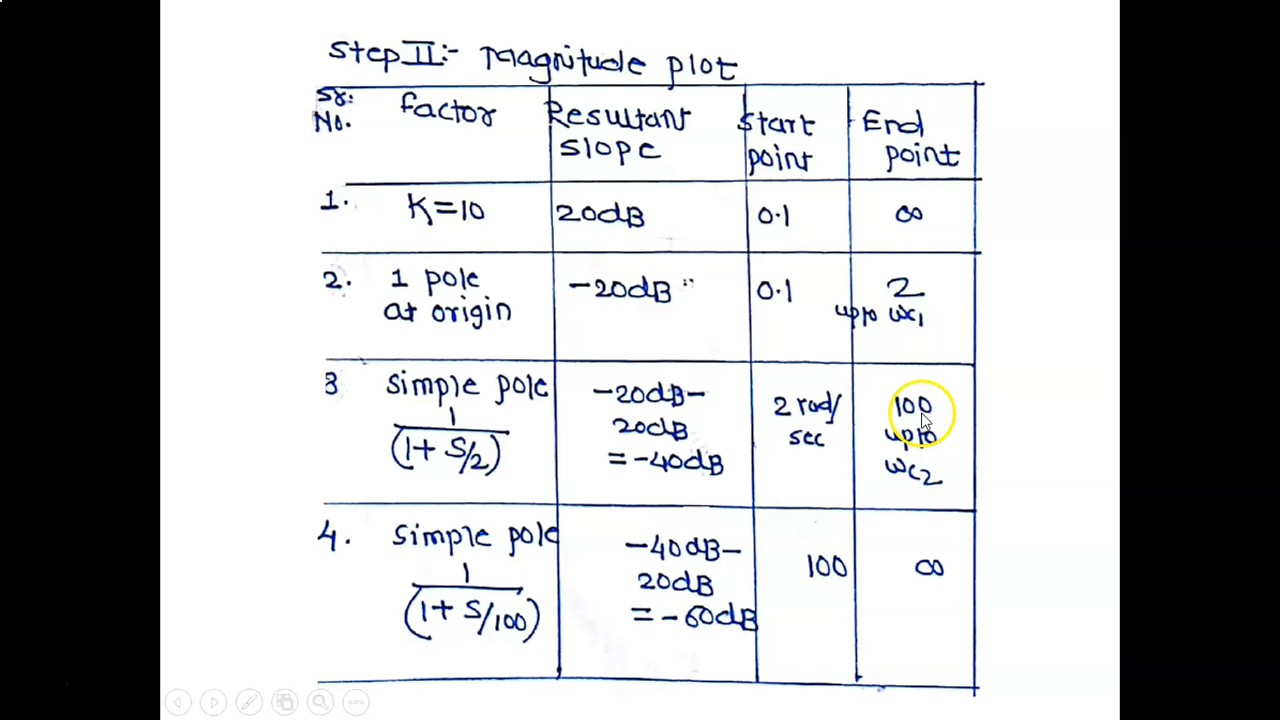 Step II:- Magnitude plot
Sr. No. factor Resultant slope Start point End point
1. K=10 20dB 0.1 ∞
2. 1 pole at origin -20dB " 0.1 2 upto wc1
3 simple pole 1/(1+S/2) -20dB-20dB =-40dB 2 rad/sec 100 upto wc2
4. simple pole 1/(1+S/100) -40dB-20dB =-60dB 100 ∞